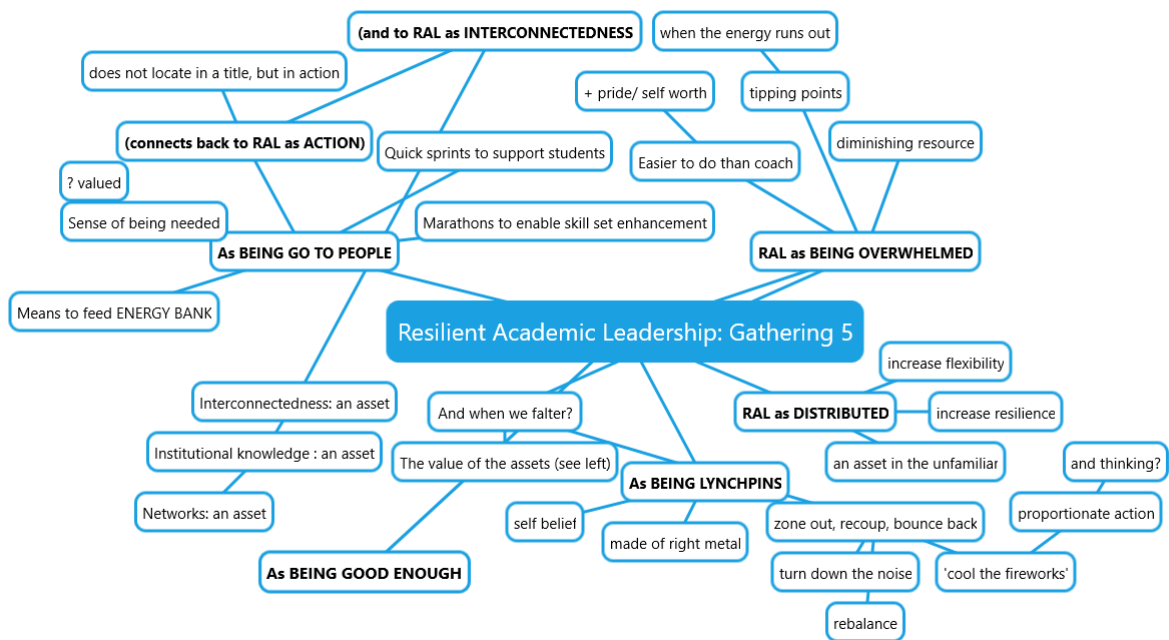 (and to RAL as INTERCONNECTEDNESS
when the energy runs out
does not locate in a title, but in action
+ pride/ self worth
tipping points
(connects back to RAL as ACTION)
Quick sprints to support students
Easier to do than coach
diminishing resource
? valued
Sense of being needed
Marathons to enable skill set enhancement
As BEING GO TO PEOPLE
RAL as BEING OVERWHELMED
Means to feed ENERGY BANK
Resilient Academic Leadership: Gathering 5
increase flexibility
Interconnectedness: an asset
And when we falter?
RAL as DISTRIBUTED
increase resilience
Institutional knowledge : an asset
The value of the assets (see left)
an asset in the unfamiliar
and thinking?
As BEING LYNCHPINS
Networks: an asset
self belief
made of right metal
zone out, recoup, bounce back
proportionate action
As BEING GOOD ENOUGH
turn down the noise
'cool the fireworks'
rebalance